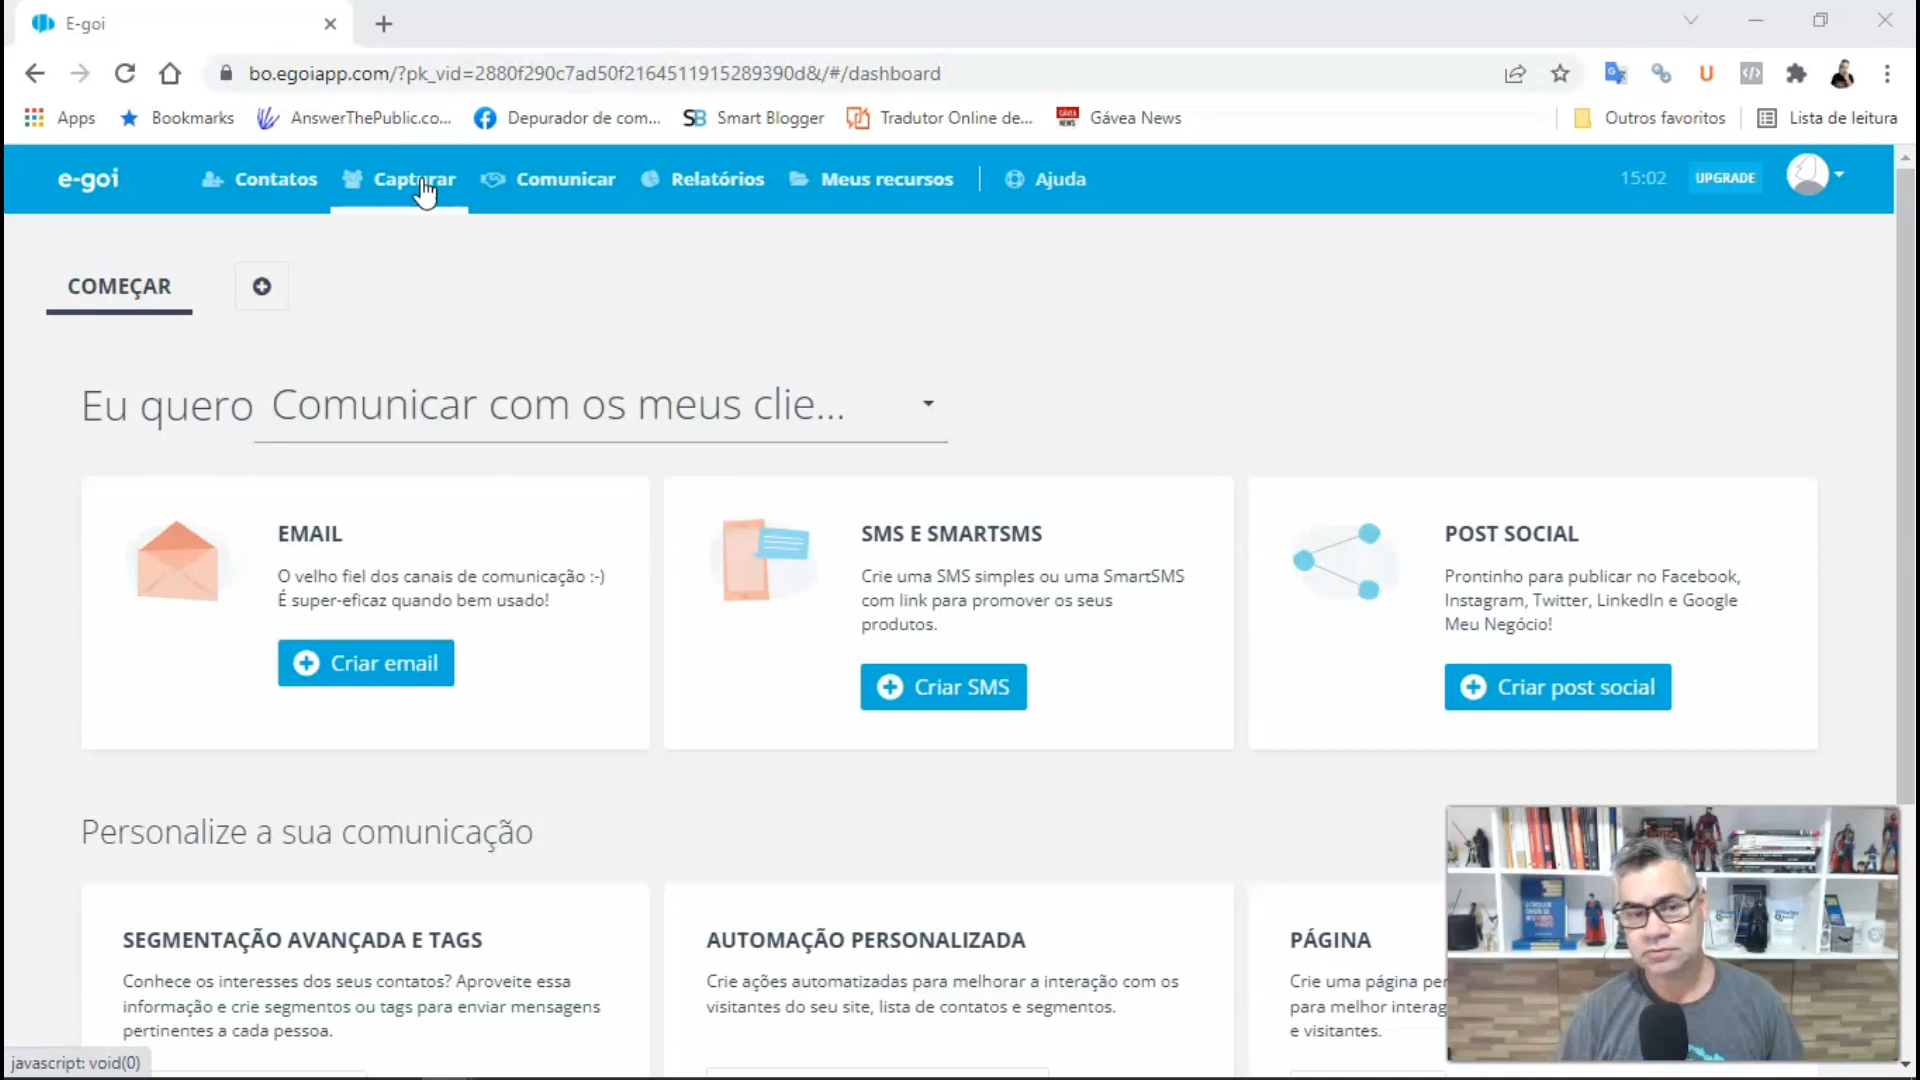 E-goi
bo.egoiapp.com/?pk_vid=2880f290c7ad50f2164511915289390d&/#/dashboard
Apps Bookmarks AnswerThePublic.co... Depurador de com... Smart Blogger Tradutor Online de... Gávea News Outros favoritos Lista de leitura
e-goi Contatos Capturar Comunicar Relatórios Meus recursos Ajuda 15:02 UPGRADE
COMEÇAR
Eu quero Comunicar com os meus clie...
EMAIL
O velho fiel dos canais de comunicação :-)
É super-eficaz quando bem usado!
Criar email
SMS E SMARTSMS
Crie uma SMS simples ou uma SmartSMS
com link para promover os seus
produtos.
Criar SMS
POST SOCIAL
Prontinho para publicar no Facebook,
Instagram, Twitter, LinkedIn e Google
Meu Negócio!
Criar post social
Personalize a sua comunicação
SEGMENTAÇÃO AVANÇADA E TAGS
Conhece os interesses dos seus contatos? Aproveite essa
informação e crie segmentos ou tags para enviar mensagens
pertinentes a cada pessoa.
AUTOMAÇÃO PERSONALIZADA
Crie ações automatizadas para melhorar a interação com os
visitantes do seu site, lista de contatos e segmentos.
PÁGINA
Crie uma página per
para melhor interag
e visitantes.
javascript: void(0)